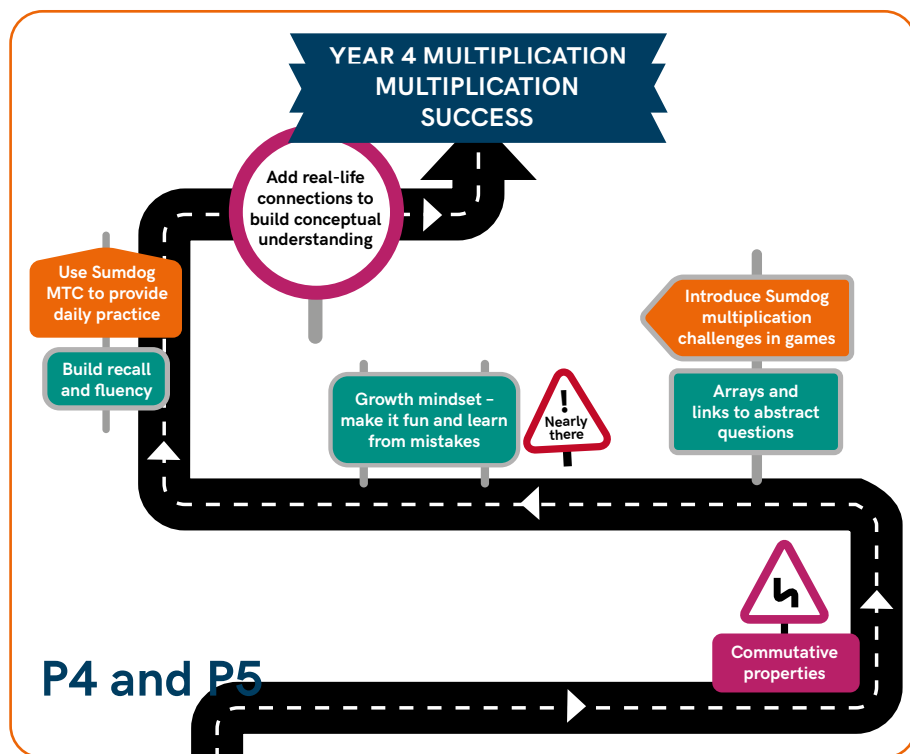 YEAR 4 MULTIPLICATION
MULTIPLICATION
SUCCESS
Add real-life
connections to
build conceptual
understanding
Use Sumdog
MTC to provide
daily practice
Build recall
and fluency
Growth mindset –
make it fun and learn
from mistakes
!
Nearly
there
Introduce Sumdog
multiplication
challenges in games
Arrays and
links to abstract
questions
Commutative
properties
P4 and P5